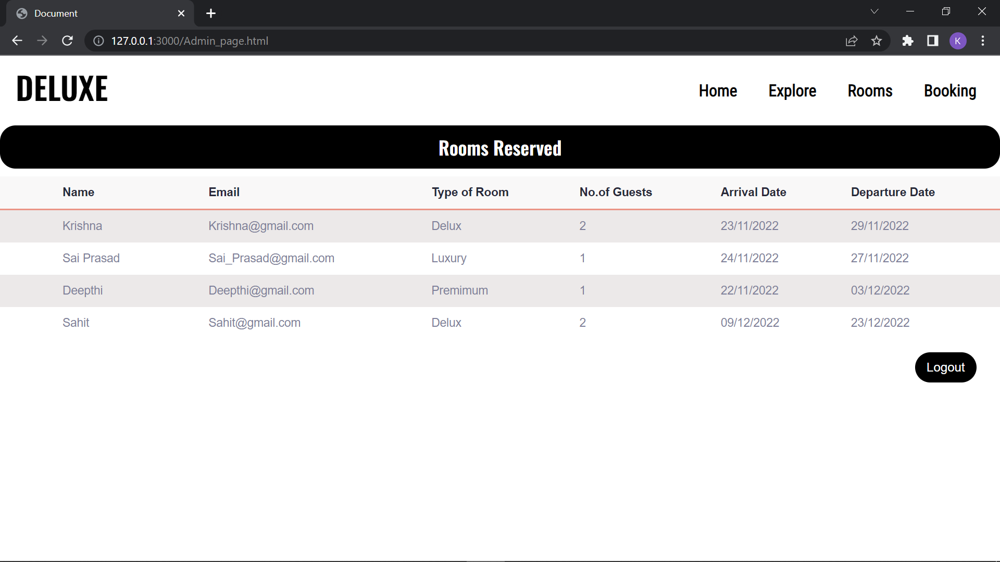 Document
127.0.0.1:3000/Admin_page.html
K
DELUXE
Home Explore Rooms Booking
Rooms Reserved
Name Email Type of Room No.of Guests Arrival Date Departure Date
Krishna Krishna@gmail.com Delux 2 23/11/2022 29/11/2022
Sai Prasad Sai_Prasad@gmail.com Luxury 1 24/11/2022 27/11/2022
Deepthi Deepthi@gmail.com Premimum 1 22/11/2022 03/12/2022
Sahit Sahit@gmail.com Delux 2 09/12/2022 23/12/2022
Logout